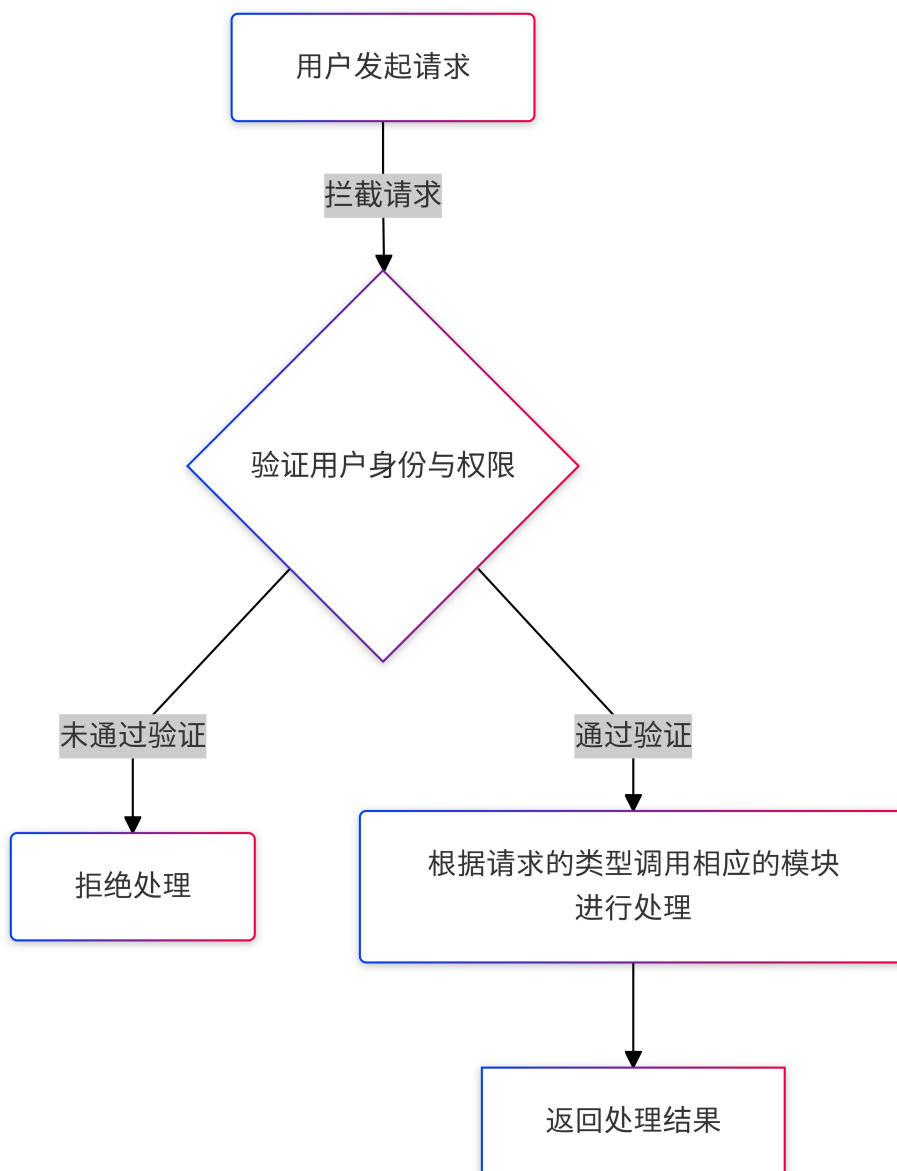 用户发起请求
拦截请求
验证用户身份与权限
未通过验证
通过验证
拒绝处理
根据请求的类型调用相应的模块
进行处理
返回处理结果